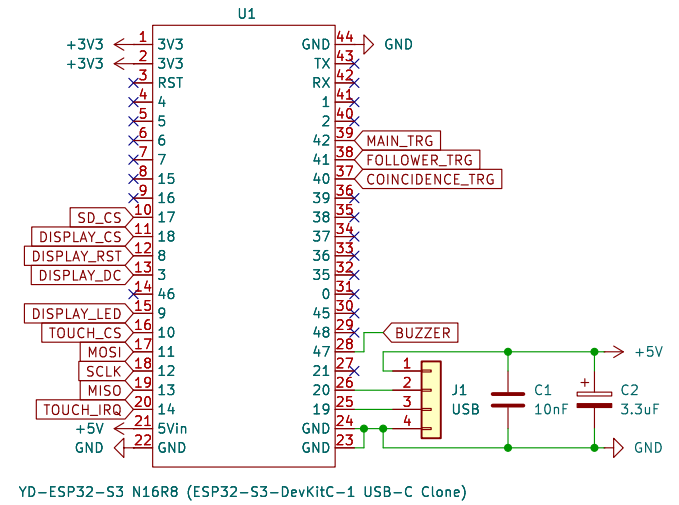 U1
+3V3 1 3V3 GND 44 GND
+3V3 2 3V3 TX 43
3 RST RX 42
4 4 1 41
5 5 2 40
6 6 42 39 MAIN_TRG
7 7 41 38 FOLLOWER_TRG
8 15 40 37 COINCIDENCE_TRG
9 16 39 36
SD_CS 10 17 38 35
DISPLAY_CS 11 18 37 34
DISPLAY_RST 12 8 36 33
DISPLAY_DC 13 3 35 32
14 46 0 31
DISPLAY_LED 15 9 45 30
TOUCH_CS 16 10 48 29 BUZZER
MOSI 17 11 47 28 +5V
SCLK 18 12 21 27 1
MISO 19 13 20 26 2 J1 C1 + C2
TOUCH_IRQ 20 14 19 25 3 USB 10nF 3.3uF
+5V 21 5Vin GND 24 4
GND 22 GND GND 23 GND
YD-ESP32-S3 N16R8 (ESP32-S3-DevKitC-1 USB-C Clone)